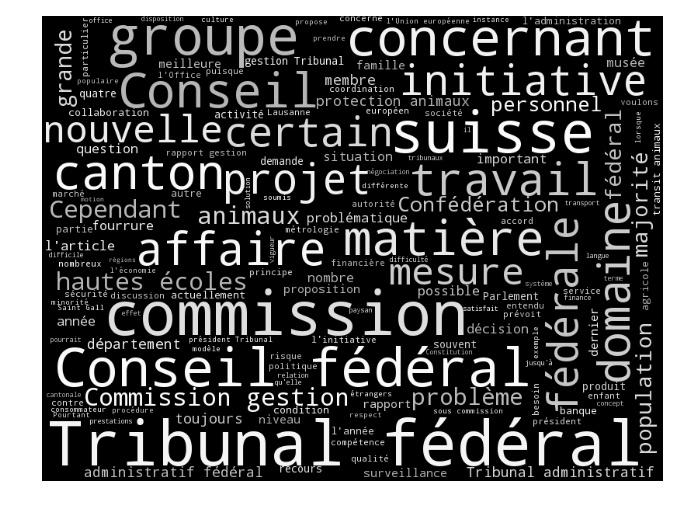 office disposition culture propose concerne l'Union européenne instance l'administration
particulier
grande
groupe
concernant
populaire
prendre
meilleure
gestion Tribunal
famille
musée
l'Office
puisque
membre
coordination
initiative
quatre
Conseil
protection animaux
personnel
voulons
collaboration
activité
Lausanne
européen
société
lorsque
nouvelle
certain
suisse
il
question
rapport gestion
demande
situation
tribunaux
important
fédéral
majorité
transit animaux
canton
projet
négociation
travail
marché
motion
autre
solution
soumis
différente
autorité
transport
Cependant
animaux
problématique
Confédération
partie
fourrure
métrologie
accord
l'article
affaire
vigueur
matière
fédérale
domaine
langue
difficile
nombreux
régions
l'économie
principe
financière
difficulté
mesure
système
terme
agricole
hautes écoles
nombre
proposition
possible
service
finance
sécurité
discussion
actuellement
Parlement
minorité
Saint Gall
entendu
année
effet
commission
paysan
satisfait
prévoit
décision
dernier
population
pourrait
président Tribunal
l'initiative
département
modèle
souvent
exemple
Conseil fédéral
risque
politique
Constitution
jusqu'à
relation
qu'elle
cantonale
Commission gestion
étrangers
problème
besoin
produit
enfant
contre
consommateur
procédure
condition
rapport
sous commission
banque
concept
Pourtant
prestations
toujours
niveau
respect
président
l'année
compétence
Tribunal fédéral
qualité
administratif fédéral
recours
surveillance
Tribunal administratif